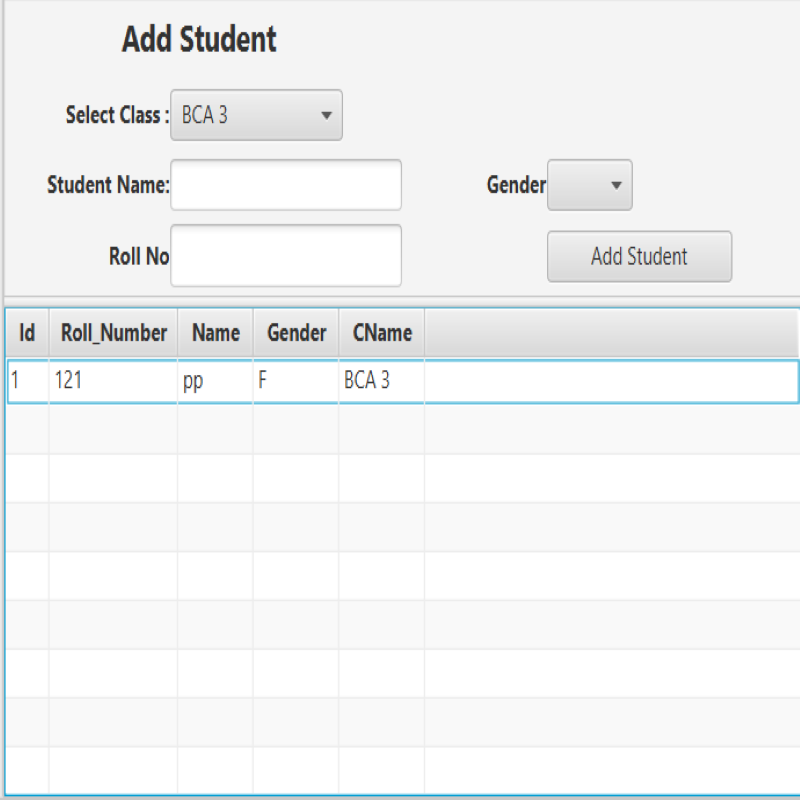 Add Student
Select Class : BCA 3
Student Name: Gender
Roll No Add Student
Id Roll_Number Name Gender CName
1 121 pp F BCA 3